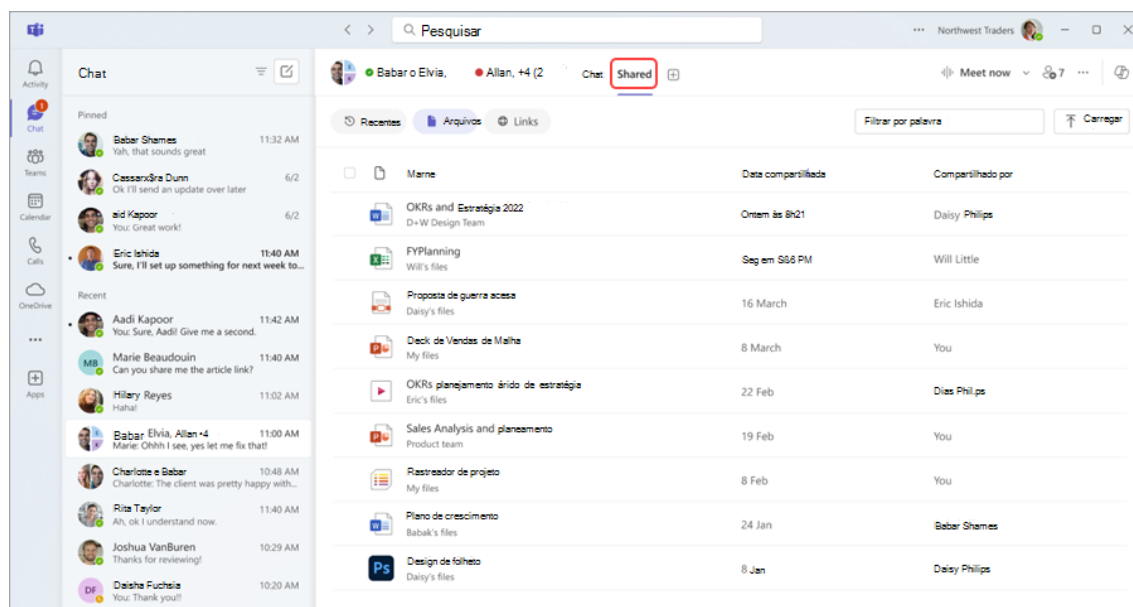 Pesquisar
Northwest Traders
Activity
Chat
1
Teams
Calendar
Calls
OneDrive
Apps
Chat
Pinned
Babar Shames 11:32 AM
Yah, that sounds great
Cassarx$ra Dunn 6/2
Ok I'll send an update over later
aid Kapoor 6/2
You: Great work!
Eric Ishida 11:40 AM
Sure, I'll set up something for next week to...
Recent
Aadi Kapoor 11:42 AM
You: Sure, Aadi! Give me a second.
MB
Marie Beaudouin 11:40 AM
Can you share me the article link?
Hilary Reyes 11:02 AM
Haha!
Babar Elvia, Allan +4 11:00 AM
Marie: Ohhh I see, yes let me fix that!
Charlotte e Babar 10:48 AM
Charlotte: The client was pretty happy with...
Rita Taylor 11:40 AM
Ah, ok I understand now.
Joshua VanBuren 10:29 AM
Thanks for reviewing!
DF
Daisha Fuchsia 10:20 AM
You: Thank you!!
Babar o Elvia, Allan, +4 (2 Chat Shared
Meet now 7
Recentes Arquivos Links
Filtrar por palavra Carregar
Marne Data compartilhada Compartilhado por
OKRs and Estratégia 2022 Ontem às 8h21 Daisy Philips
D+W Design Team
FYPlanning Seg em S&6 PM Will Little
Will's files
Proposta de guerra acesa 16 March Eric Ishida
Daisy's files
Deck de Vendas de Malha 8 March You
My files
OKRs planejamento árido de estratégia 22 Feb Dias Phil.ps
Eric's files
Sales Analysis and planeamento 19 Feb You
Product team
Rastreador de projeto 8 Feb You
My files
Plano de crescimento 24 Jan Babar Shames
Babak's files
Ps
Design de folheto 8 Jan Daisy Philips
Daisy's files